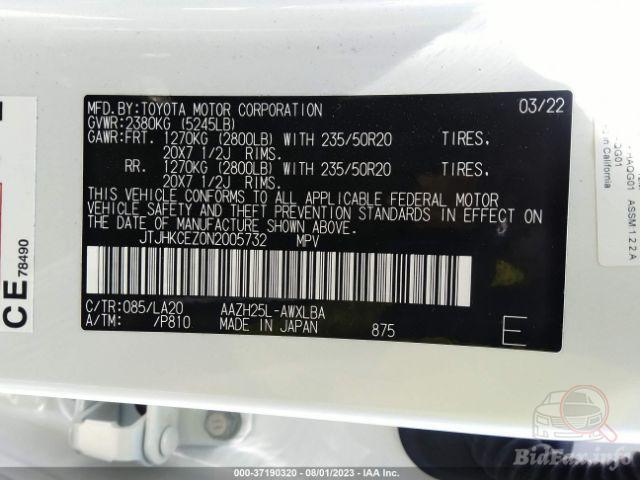 MFD.BY:TOYOTA MOTOR CORPORATION 03/22
GVWR:2380KG (5245LB)
GAWR:FRT. 1270KG (2800LB) WITH 235/50R20 TIRES.
20X7 1/2J RIMS.
RR. 1270KG (2800LB) WITH 235/50R20 TIRES.
20X7 1/2J RIMS.
THIS VEHICLE CONFORMS TO ALL APPLICABLE FEDERAL MOTOR
VEHICLE SAFETY AND THEFT PREVENTION STANDARDS IN EFFECT ON
THE DATE OF MANUFACTURE SHOWN ABOVE.
JTJHKCEZ0N2005732 MPV
C/TR:085/LA20 AAZH25L-AWXLBA
A/TM: /P810 MADE IN JAPAN 875
E
CE
78490
AQG01 ASSM 1 2 2 A
QG01
in California
BidFax.info
000-37190320 - 08/01/2023 - IAA Inc.